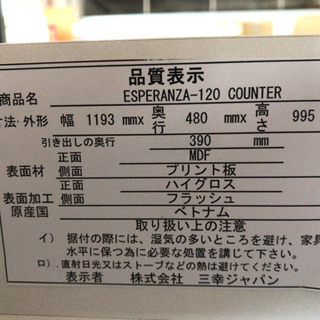 品質表示
商品名 ESPERANZA-120 COUNTER
寸法・外形 幅 1193 mmx 奥行 480 mmx 高さ 995
引き出しの奥行 390 mm
表面材 正面 MDF
側面 プリント板
表面加工 正面 ハイグロス
側面 フラッシュ
原産国 ベトナム
取り扱い上の注意
イ）．据付の際には、湿気の多いところを避け、家具
水平に保つ為に必要な処置を講じて下さい。
ロ）．直射日光又はストーブなどの熱は避けてください。
表示者 株式会社 三幸ジャパン